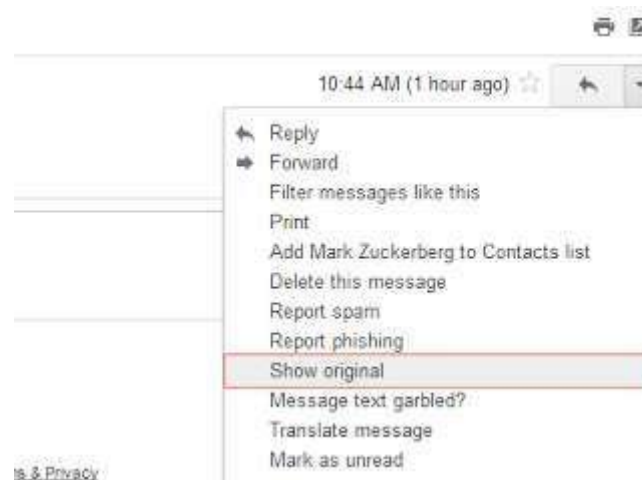 10:44 AM (1 hour ago)
Reply
Forward
Filter messages like this
Print
Add Mark Zuckerberg to Contacts list
Delete this message
Report spam
Report phishing
Show original
Message text garbled?
Translate message
Mark as unread
& Privacy